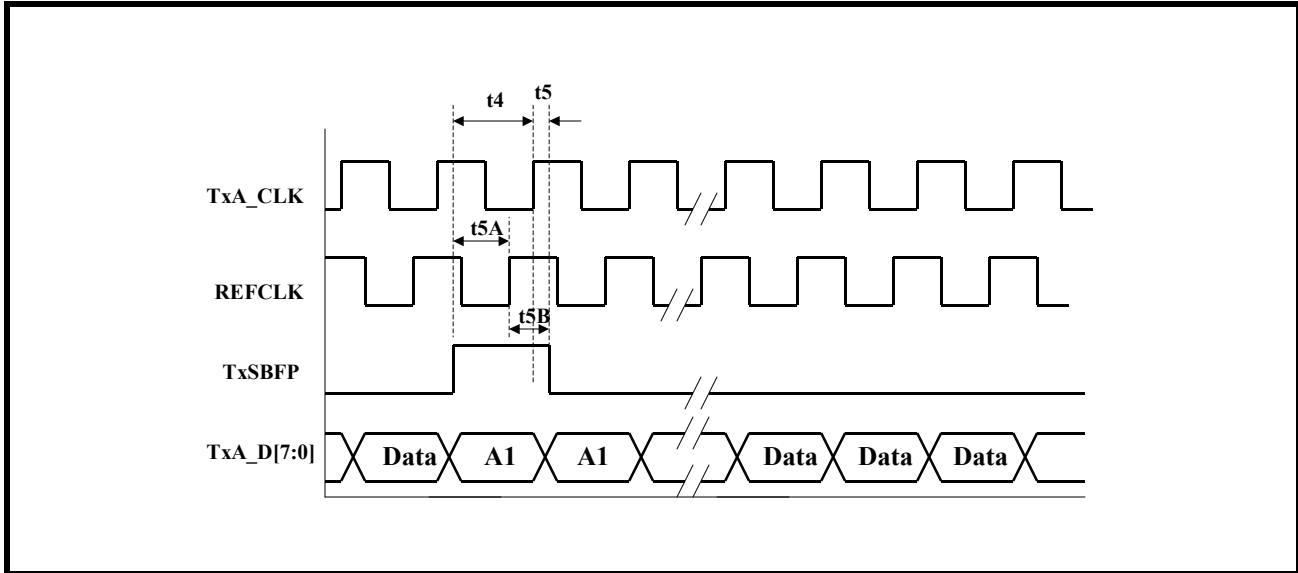 t4 t5
TxA_CLK
t5A
REFCLK
t5B
TxSBFP
TxA_D[7:0] Data A1 A1 Data Data Data